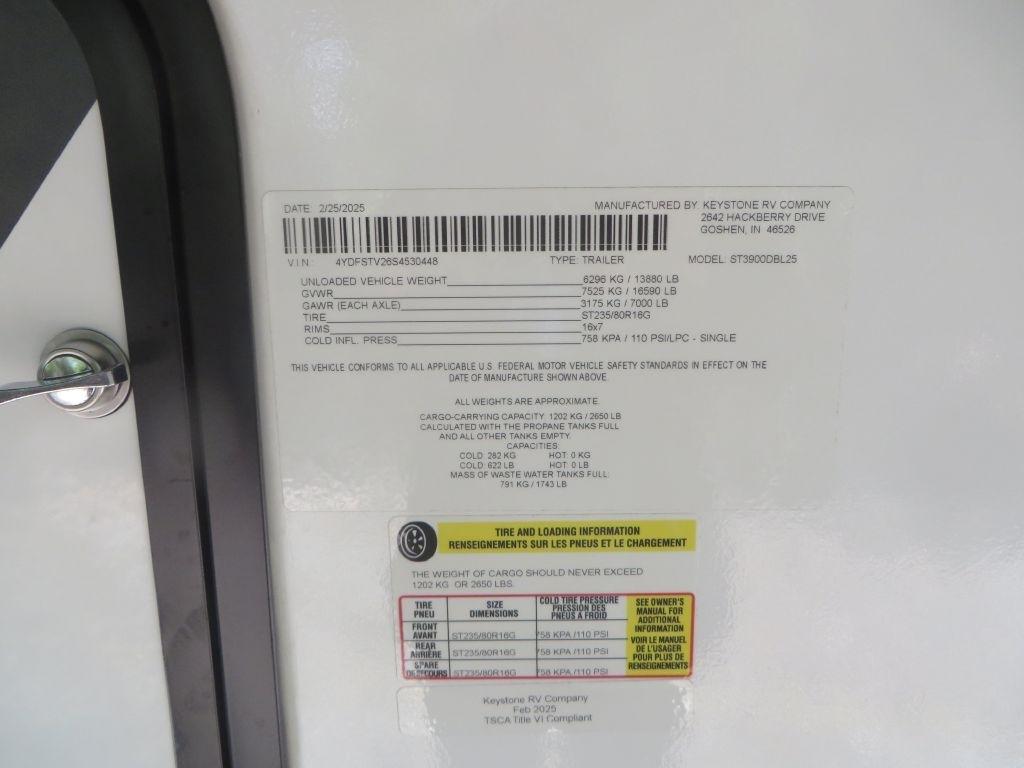 DATE: 2/25/2025
MANUFACTURED BY: KEYSTONE RV COMPANY
2642 HACKBERRY DRIVE
GOSHEN, IN 46526
V.I.N.: 4YDFSTV26S4530448 TYPE: TRAILER MODEL: ST3900DBL25
UNLOADED VEHICLE WEIGHT 6296 KG / 13880 LB
GVWR 7525 KG / 16590 LB
GAWR (EACH AXLE) 3175 KG / 7000 LB
TIRE ST235/80R16G
RIMS 16x7
COLD INFL. PRESS 758 KPA / 110 PSI/LPC - SINGLE
THIS VEHICLE CONFORMS TO ALL APPLICABLE U.S. FEDERAL MOTOR VEHICLE SAFETY STANDARDS IN EFFECT ON THE
DATE OF MANUFACTURE SHOWN ABOVE.
ALL WEIGHTS ARE APPROXIMATE.
CARGO-CARRYING CAPACITY 1202 KG / 2650 LB
CALCULATED WITH THE PROPANE TANKS FULL
AND ALL OTHER TANKS EMPTY.
CAPACITIES:
COLD: 282 KG HOT: 0 KG
COLD: 622 LB HOT: 0 LB
MASS OF WASTE WATER TANKS FULL:
791 KG / 1743 LB
TIRE AND LOADING INFORMATION
RENSEIGNEMENTS SUR LES PNEUS ET LE CHARGEMENT
THE WEIGHT OF CARGO SHOULD NEVER EXCEED
1202 KG OR 2650 LBS.
TIRE
PNEU
SIZE
DIMENSIONS
COLD TIRE PRESSURE
PRESSION DES
PNEUS A FROID
FRONT
AVANT
ST235/80R16G 758 KPA /110 PSI
REAR
ARRIÈRE
ST235/80R16G 758 KPA /110 PSI
SPARE
DE SECOURS
ST235/80R16G 758 KPA /110 PSI
SEE OWNER'S
MANUAL FOR
ADDITIONAL
INFORMATION
VOIR LE MANUEL
DE L'USAGER
POUR PLUS DE
RENSEIGNEMENTS
Keystone RV Company
Feb 2025
TSCA Title VI Compliant